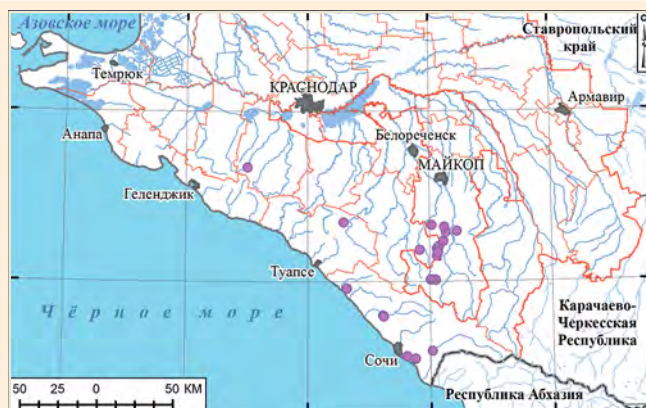 Азовское море
Ставропольский
край
Темрюк
КРАСНОДАР
Армавир
Анапа
Белореченск
МАЙКОП
Геленджик
Туапсе
Чёрное море
Карачаево-
Черкесская
Республика
Сочи
50 25 0 50 КМ
Республика Абхазия